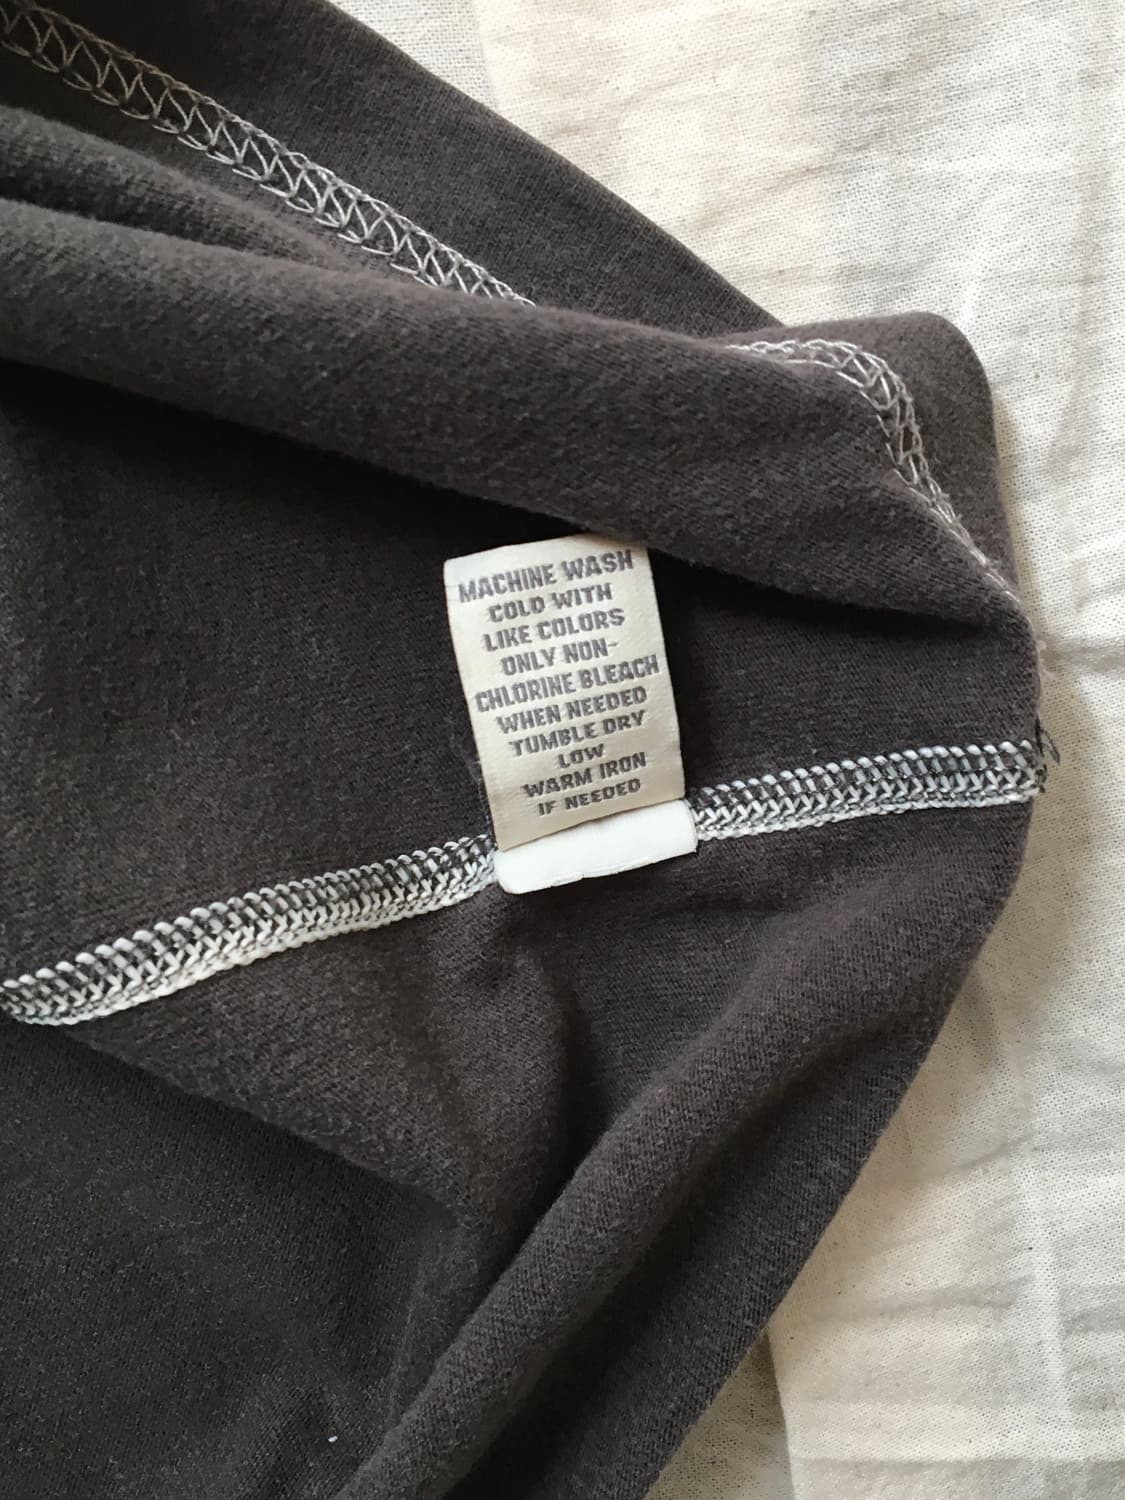 MACHINE WASH
COLD WITH
LIKE COLORS
ONLY NON-
CHLORINE BLEACH
WHEN NEEDED
TUMBLE DRY
LOW
WARM IRON
IF NEEDED